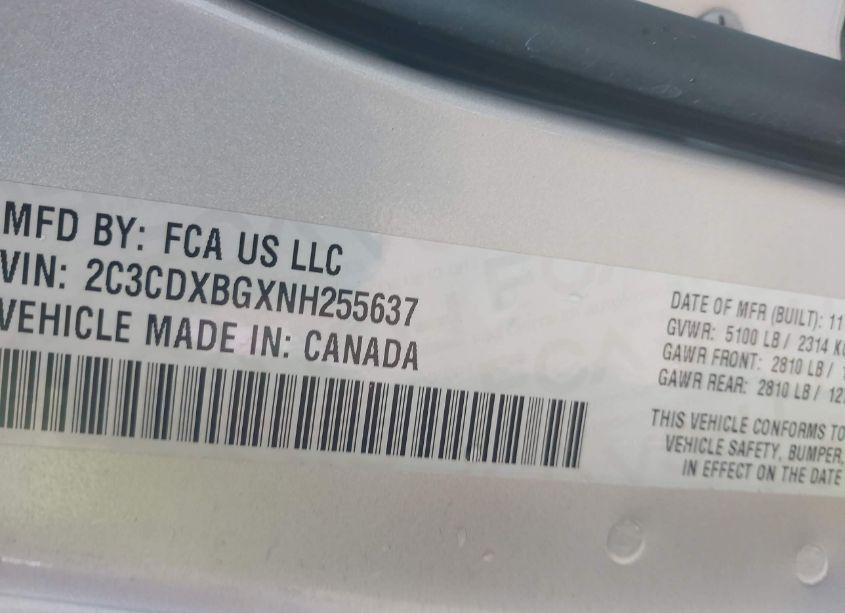 MFD BY: FCA US LLC
VIN: 2C3CDXBGXNH255637
VEHICLE MADE IN: CANADA
DATE OF MFR (BUILT): 11
GVWR: 5100 LB / 2314 KG
GAWR FRONT: 2810 LB /
GAWR REAR: 2810 LB /
THIS VEHICLE CONFORMS TO
VEHICLE SAFETY, BUMPER,
IN EFFECT ON THE DATE